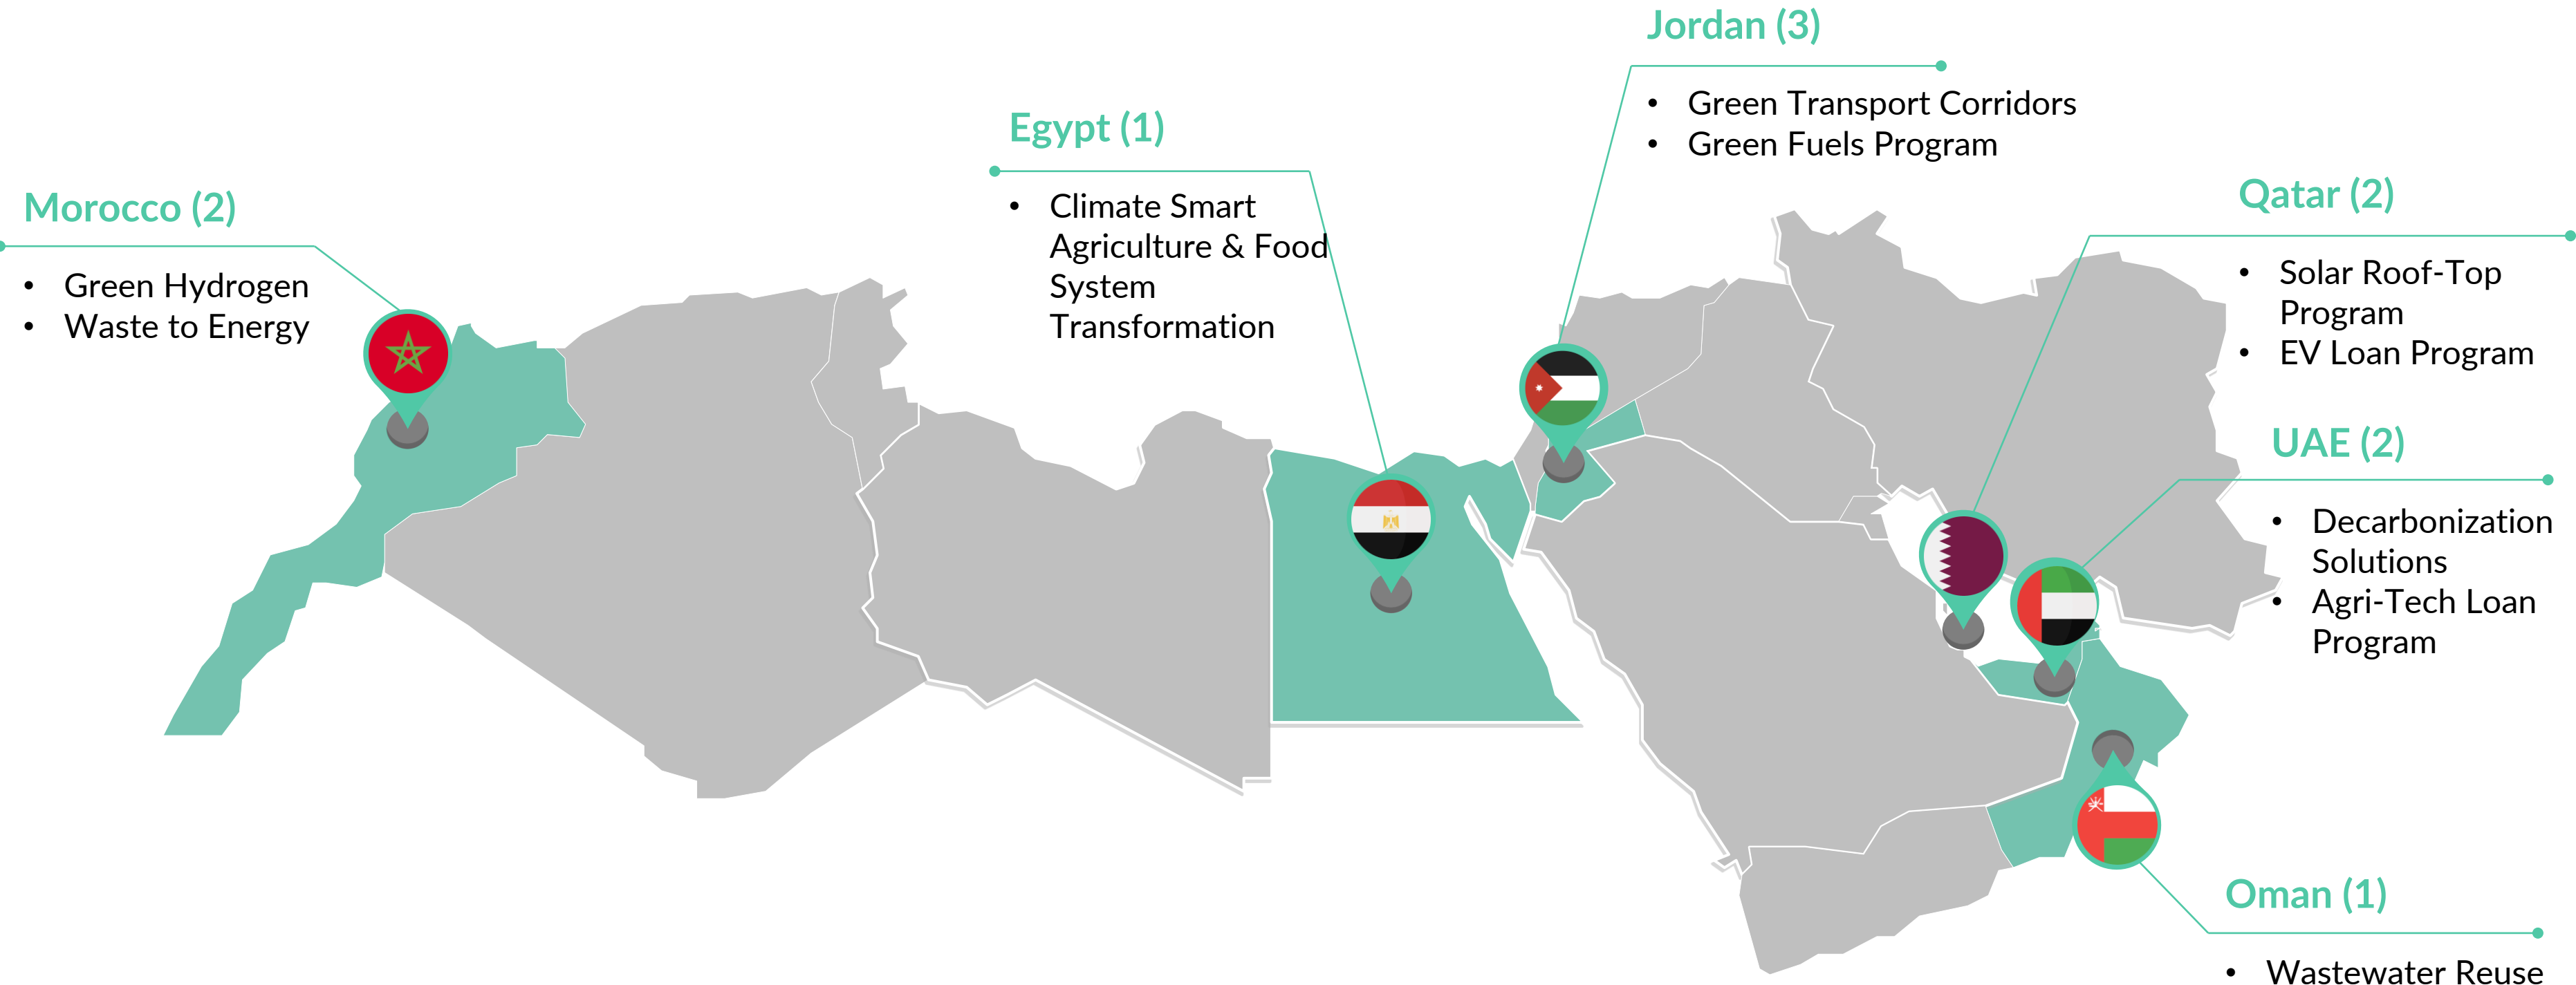 Jordan (3)
• Green Transport Corridors
• Green Fuels Program
Egypt (1)
• Climate Smart
Agriculture & Food
System
Transformation
Morocco (2)
• Green Hydrogen
• Waste to Energy
Qatar (2)
• Solar Roof-Top
Program
• EV Loan Program
UAE (2)
• Decarbonization
Solutions
• Agri-Tech Loan
Program
Oman (1)
• Wastewater Reuse